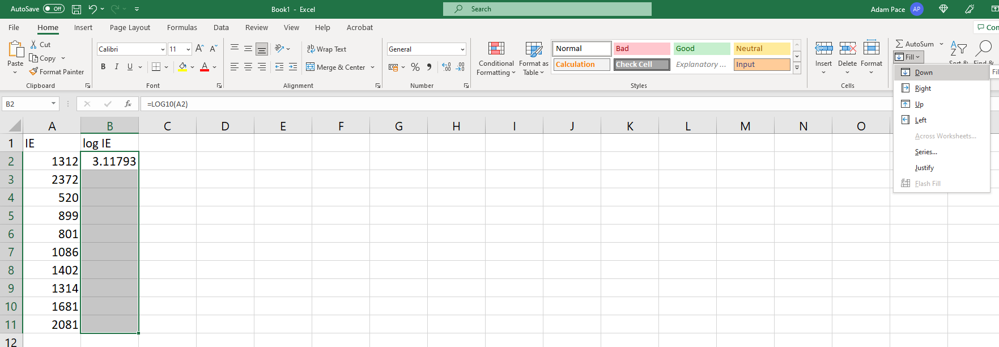 AutoSave Off Book1 - Excel Search Adam Pace AP
File Home Insert Page Layout Formulas Data Review View Help Acrobat
Paste
Cut
Copy
Format Painter
Clipboard
Calibri 11 A^ A˅
B I U A
Font
ab Wrap Text
Merge & Center
Alignment
General
% 9
Number
Conditional Formatting
Format as Table
Normal Bad Good Neutral
Calculation Check Cell Explanatory ... Input
Styles
Insert Delete Format
Cells
∑ AutoSum
Fill
Down
Right
Up
Left
Across Worksheets...
Series...
Justify
Flash Fill
B2 fx =LOG10(A2)
A B C D E F G H I J K L M N O
1 IE log IE
2 1312 3.11793
3 2372
4 520
5 899
6 801
7 1086
8 1402
9 1314
10 1681
11 2081
12